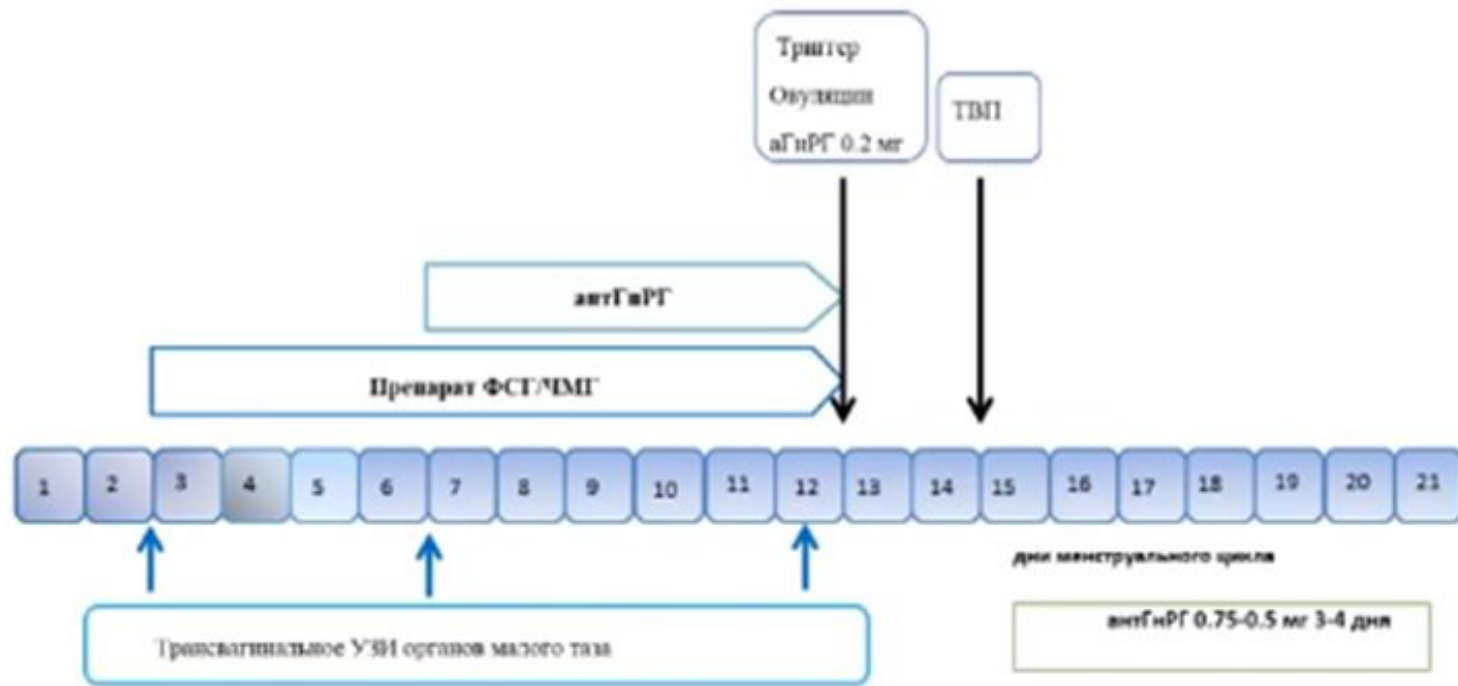 Триггер
Овуляции
аГнРГ 0.2 мг
ТВП
антГнРГ
Препарат ФСГ/ЧМГ
1 2 3 4 5 6 7 8 9 10 11 12 13 14 15 16 17 18 19 20 21
дни менструального цикла
антГнРГ 0.75-0.5 мг 3-4 дня
Трансвагинальное УЗИ органов малого таза